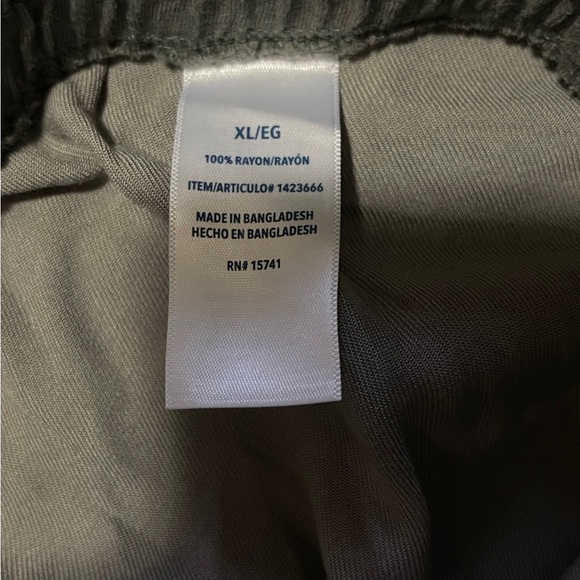 XL/EG
100% RAYON/RAYÓN
ITEM/ARTICULO# 1423666
MADE IN BANGLADESH
HECHO EN BANGLADESH
RN# 15741